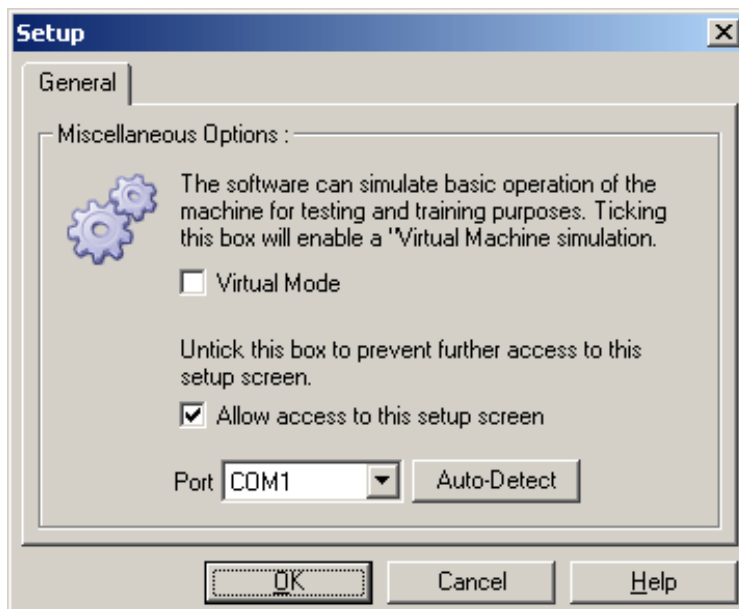 Setup
General
Miscellaneous Options :
The software can simulate basic operation of the
machine for testing and training purposes. Ticking
this box will enable a "Virtual Machine simulation.
Virtual Mode
Untick this box to prevent further access to this
setup screen.
Allow access to this setup screen
Port COM1 Auto-Detect
OK Cancel Help